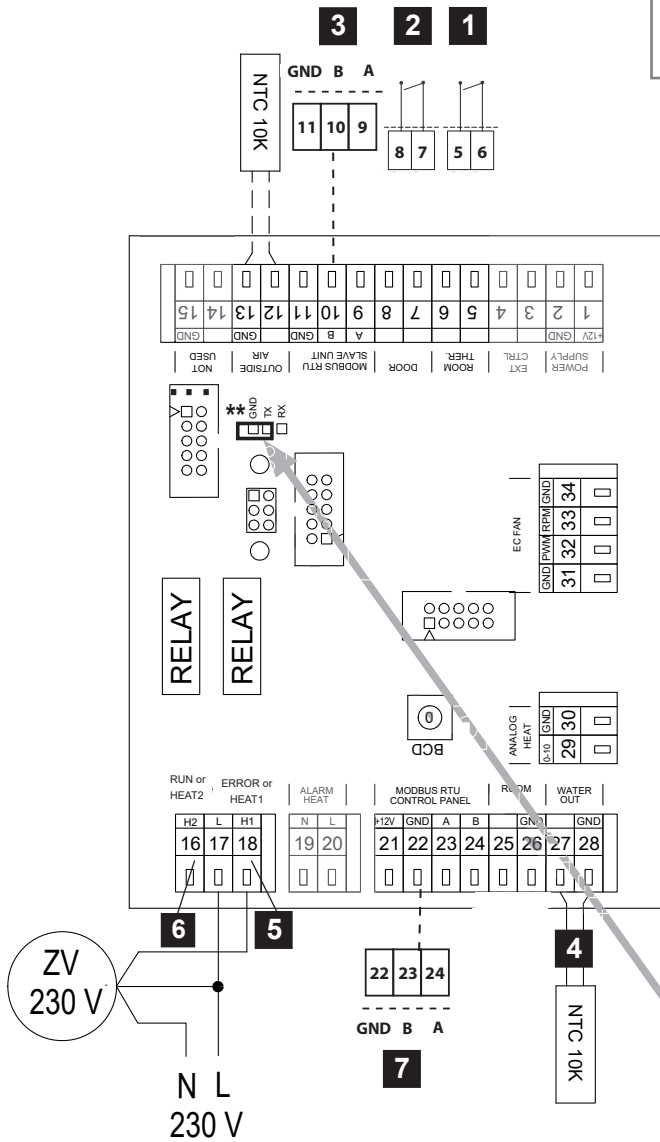 3 2 1
GND B A
NTC 10K
11 10 9
8 7
5 6
15 14 13 12 11 10 9 8 7 6 5 4 3 2 1
GND GND GND B A GND +12V
NOT USED
OUTSIDE AIR
MODBUS RTU SLAVE UNIT
DOOR
ROOM THER.
EXT CTRL
POWER SUPPLY
**
GND
TX
RX
EC FAN
GND PWM RPM GND
31 32 33 34
RELAY
RELAY
0
BCD
ANALOG HEAT
0-10 GND
29 30
RUN or HEAT2
ERROR or HEAT1
ALARM HEAT
MODBUS RTU CONTROL PANEL
ROOM
WATER OUT
H2 L H1
N L
+12V GND A B
GND
GND
16 17 18
19 20
21 22 23 24 25 26 27 28
6
5
4
ZV
230 V
22 23 24
GND B A
7
NTC 10K
N L
230 V